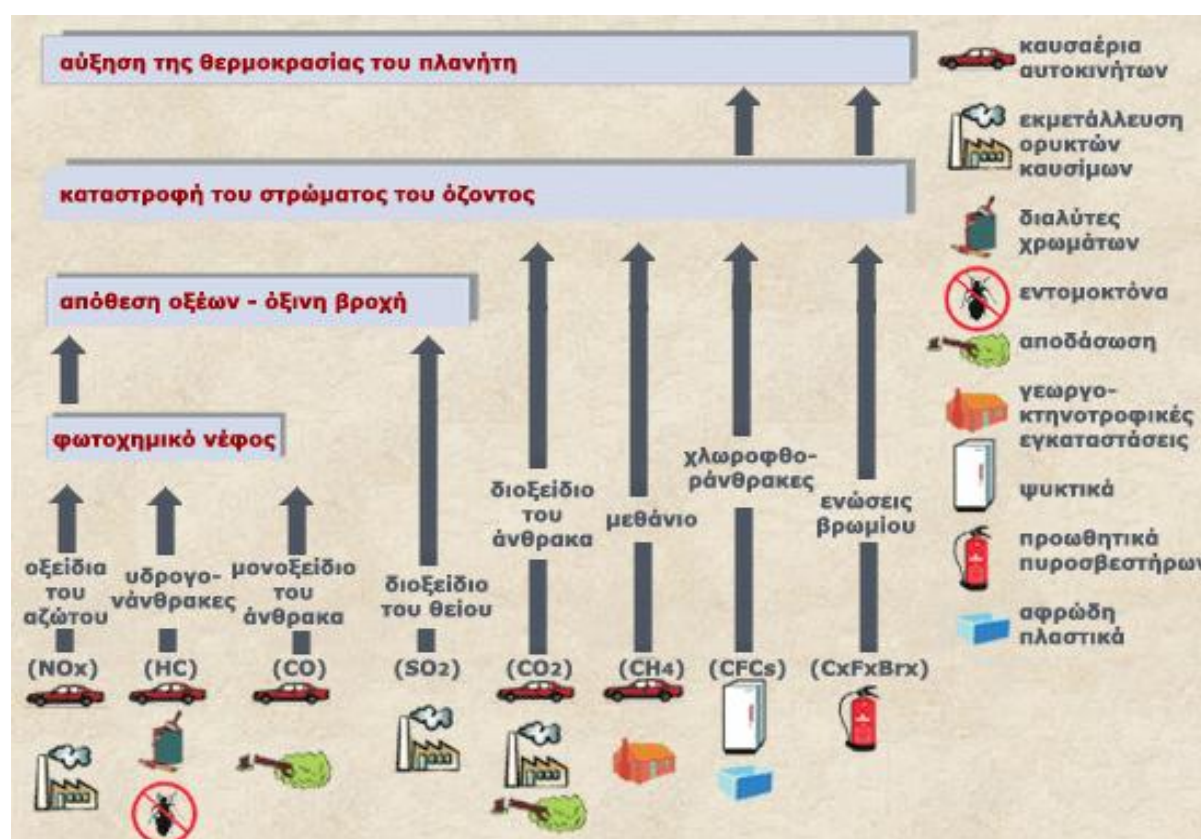 αύξηση της θερμοκρασίας του πλανήτη
καταστροφή του στρώματος του όζοντος
απόθεση οξέων - όξινη βροχή
φωτοχημικό νέφος
οξείδια
του
αζώτου
(NOx)
υδρογο-
νάνθρακες
(HC)
μονοξείδιο
του
άνθρακα
(CO)
διοξείδιο
του θείου
(SO2)
διοξείδιο
του
άνθρακα
(CO2)
μεθάνιο
(CH4)
χλωροφθο-
ράνθρακες
(CFCs)
ενώσεις
βρωμίου
(CxFxBrx)
καυσαέρια
αυτοκινήτων
εκμετάλλευση
ορυκτών
καυσίμων
διαλύτες
χρωμάτων
εντομοκτόνα
αποδάσωση
γεωργο-
κτηνοτροφικές
εγκαταστάσεις
ψυκτικά
προωθητικά
πυροσβεστήρων
αφρώδη
πλαστικά